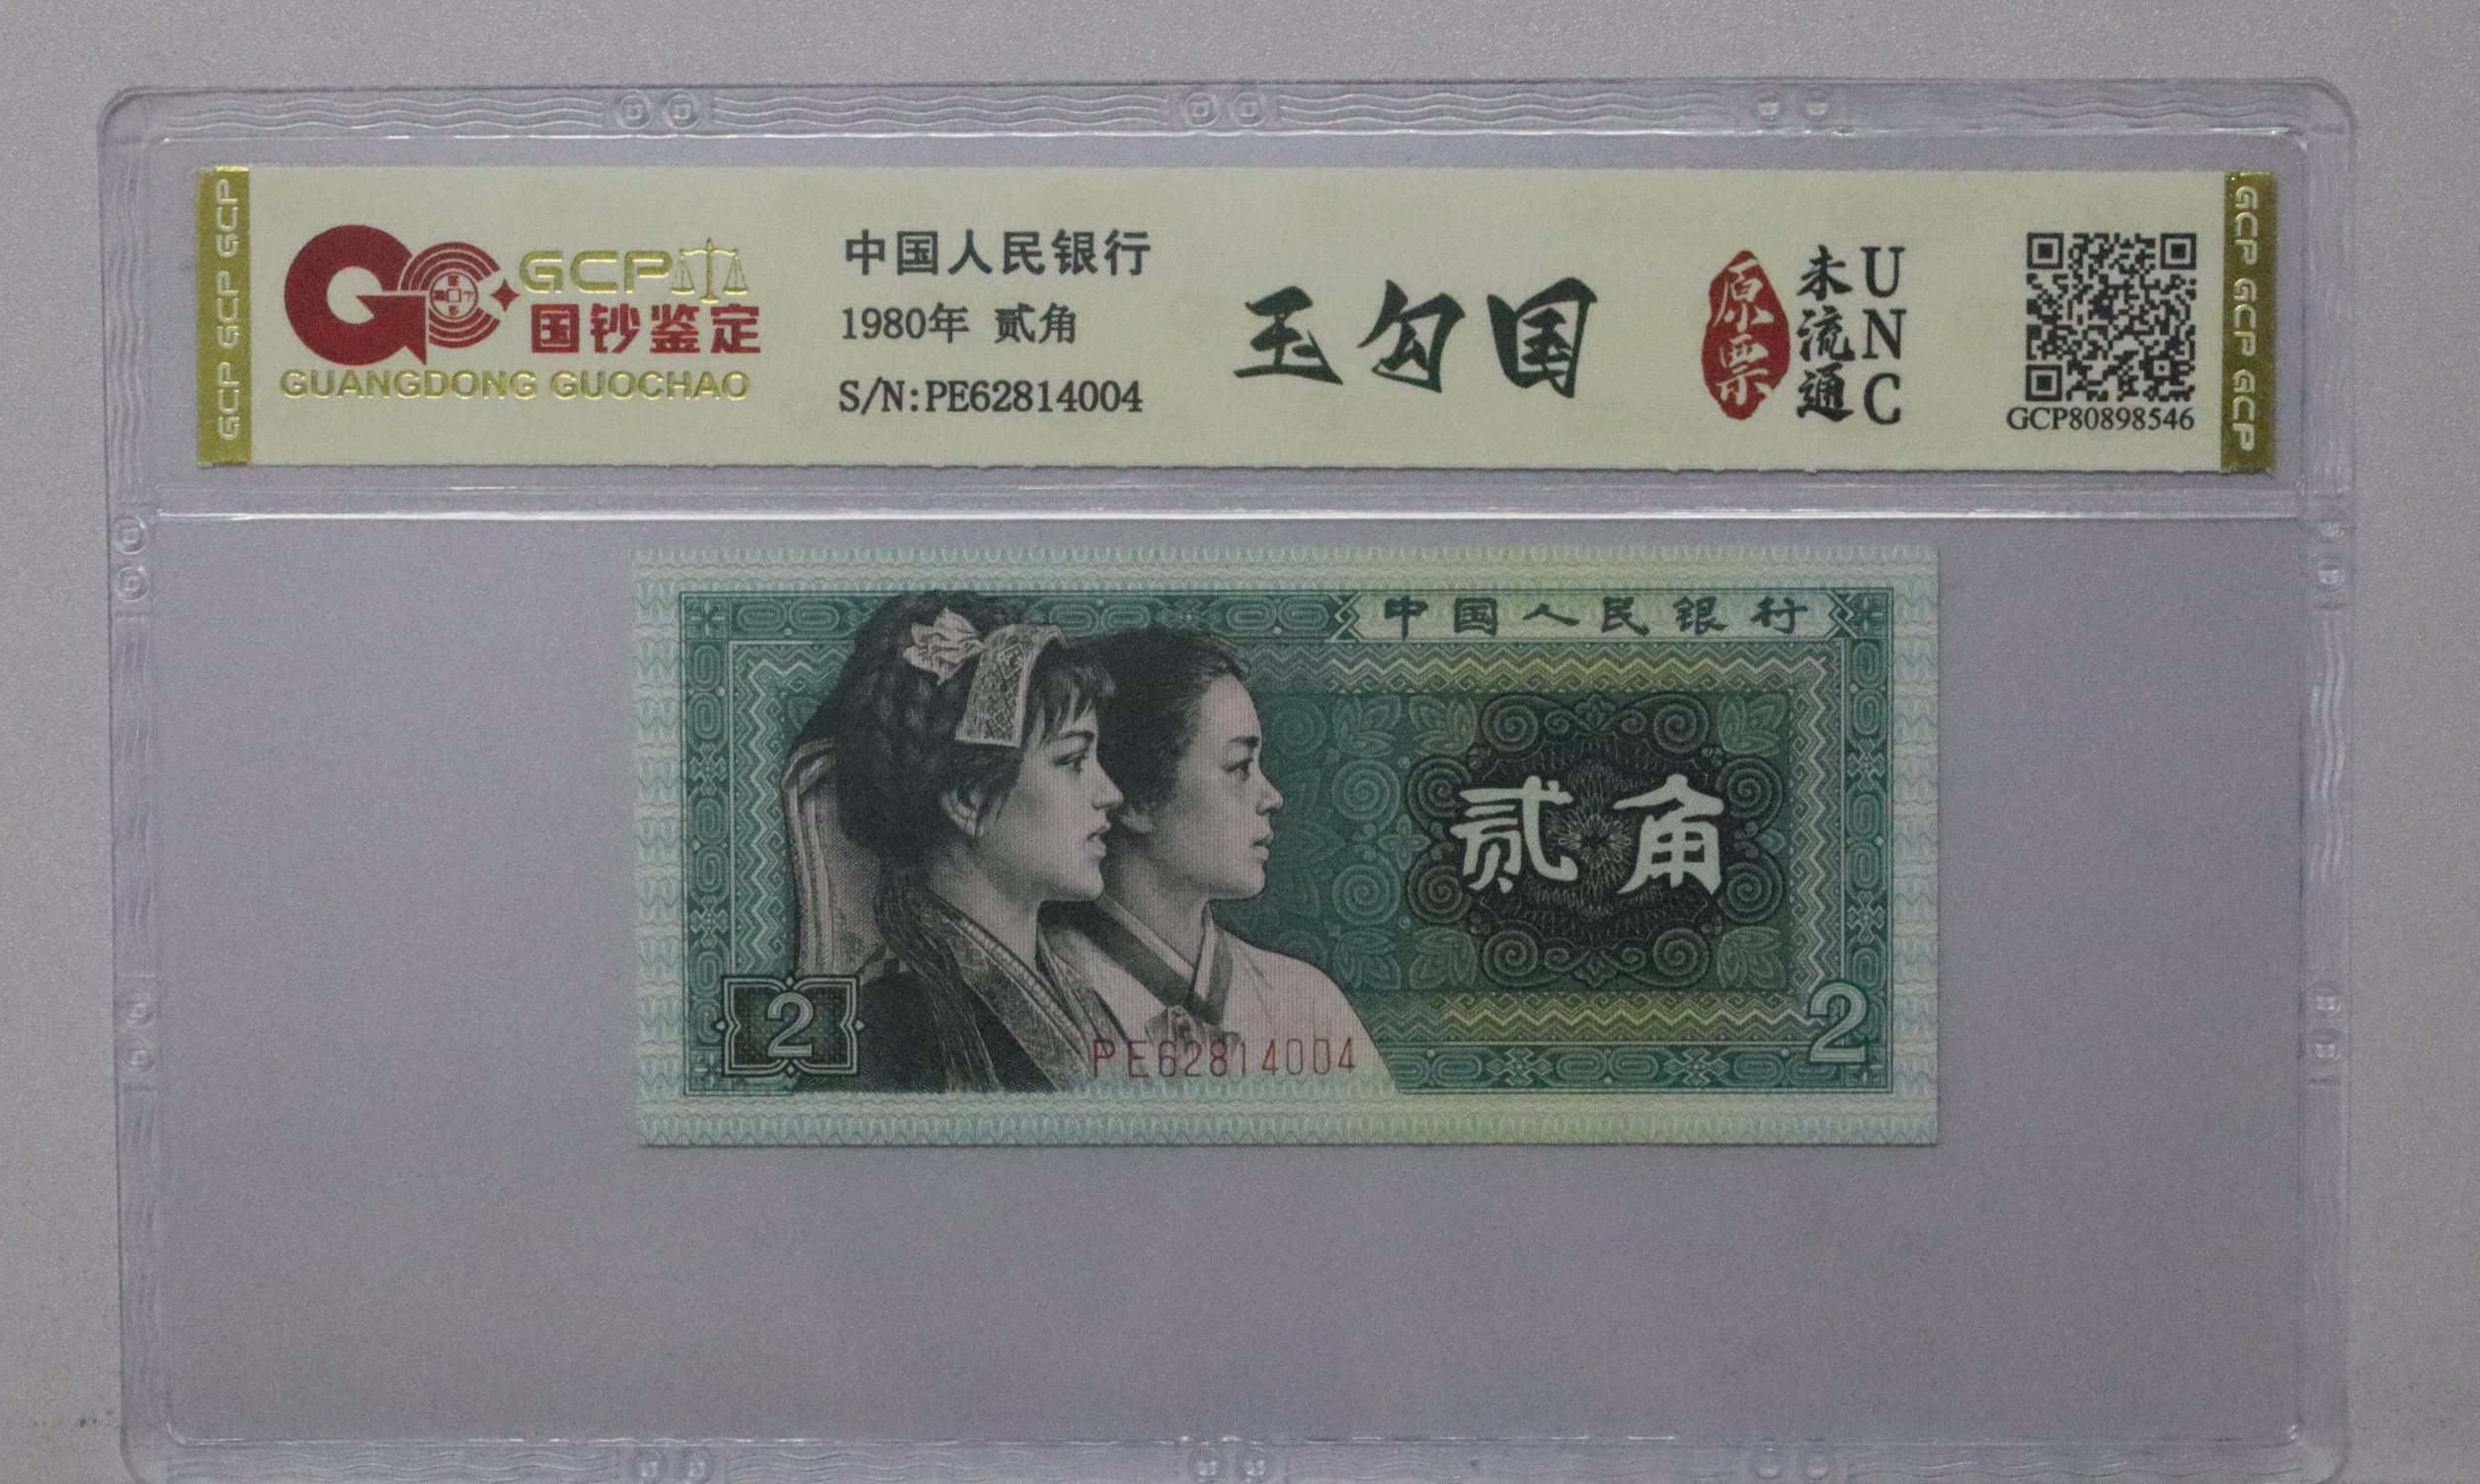 GCP GCP GCP
GCP
国钞鉴定
GUANGDONG GUOCHAO
中国人民银行
1980年 贰角
S/N:PE62814004
玉勾国
原票
未流通
UNC
GCP80898546
GCP GCP GCP
中国人民银行
贰角
2
2
PE62814004